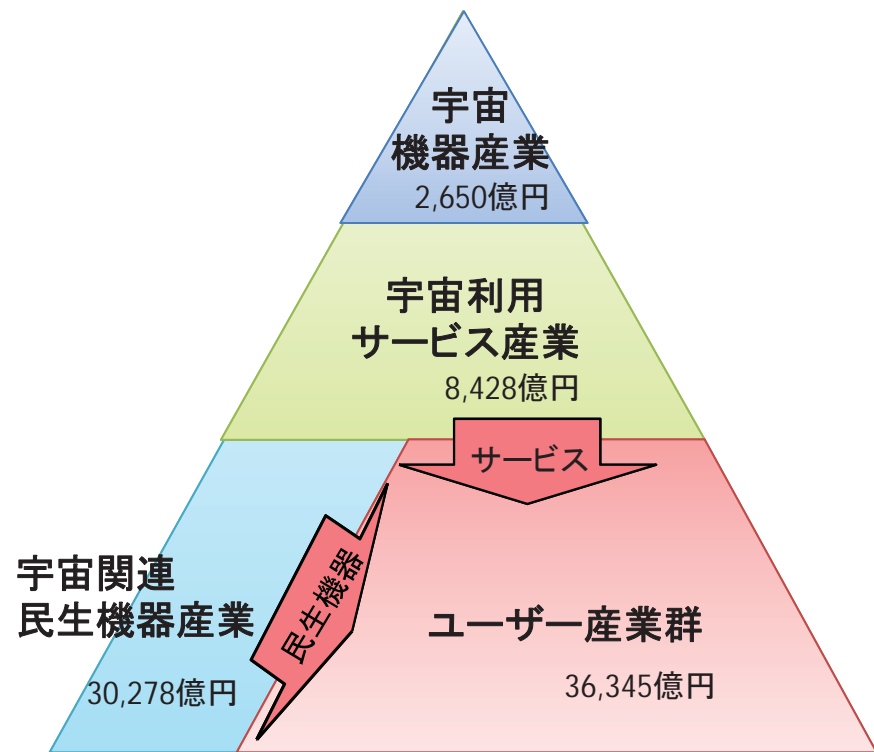 宇宙
機器産業
2,650億円
宇宙利用
サービス産業
8,428億円
サービス
宇宙関連
民生機器産業
30,278億円
民生機器
ユーザー産業群
36,345億円